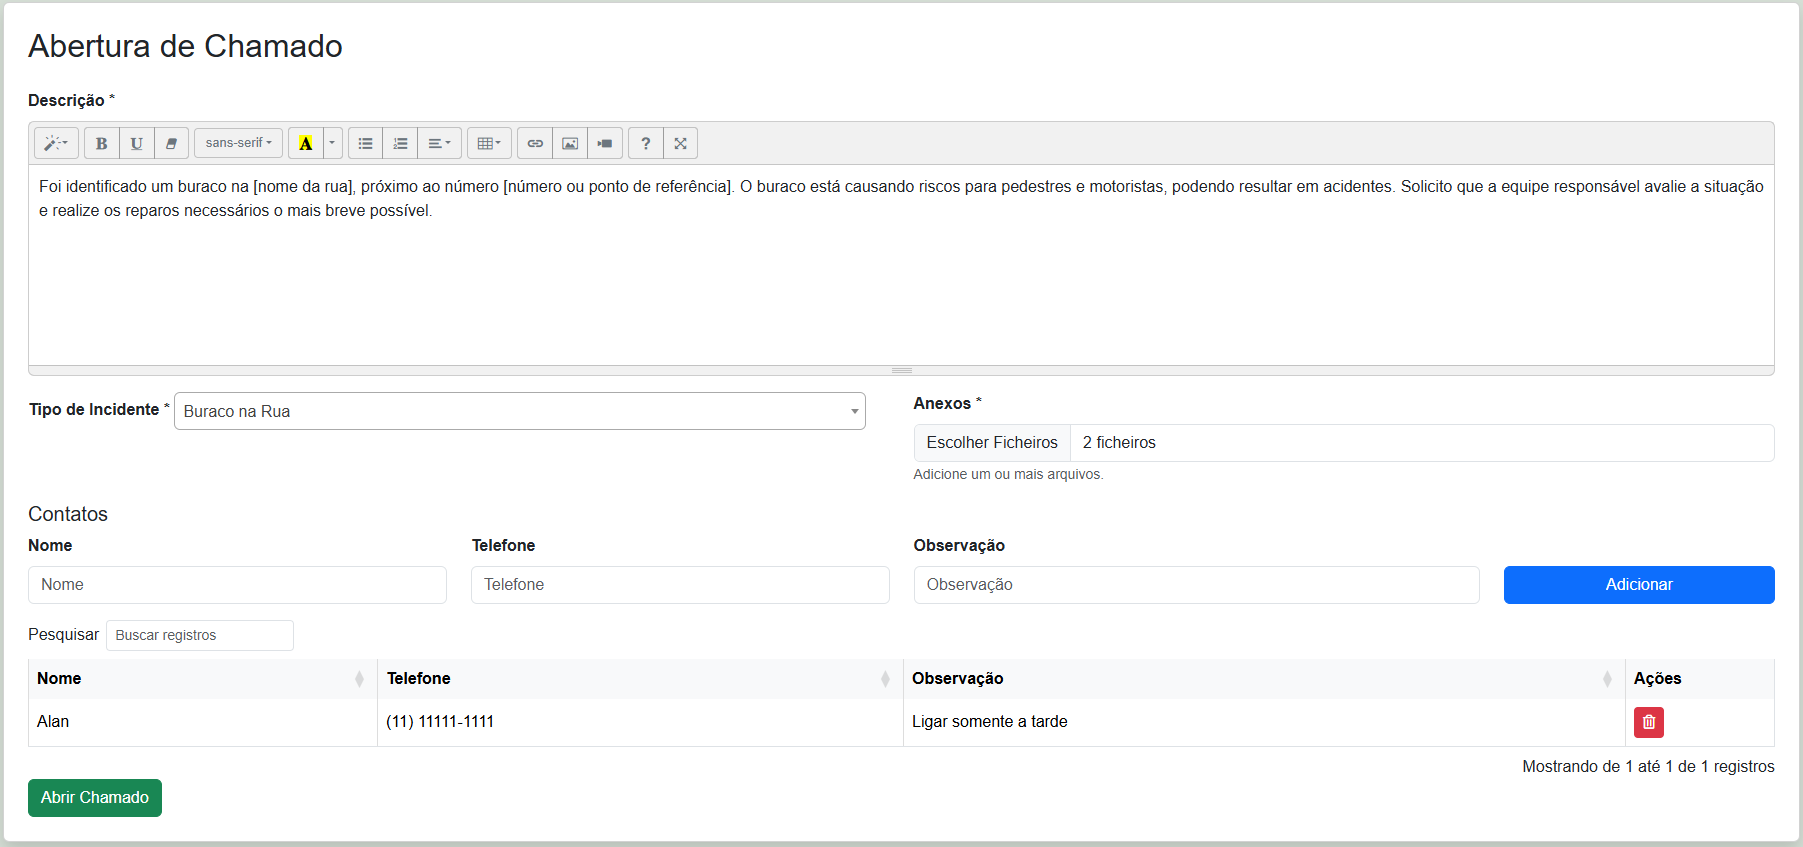 Abertura de Chamado
Descrição *
B U sans-serif A ?
Foi identificado um buraco na [nome da rua], próximo ao número [número ou ponto de referência]. O buraco está causando riscos para pedestres e motoristas, podendo resultar em acidentes. Solicito que a equipe responsável avalie a situação
e realize os reparos necessários o mais breve possível.
Tipo de Incidente * Buraco na Rua
Anexos *
Escolher Ficheiros 2 ficheiros
Adicione um ou mais arquivos.
Contatos
Nome Telefone Observação
Nome Telefone Observação Adicionar
Pesquisar Buscar registros
Nome Telefone Observação Ações
Alan (11) 11111-1111 Ligar somente a tarde
Mostrando de 1 até 1 de 1 registros
Abrir Chamado